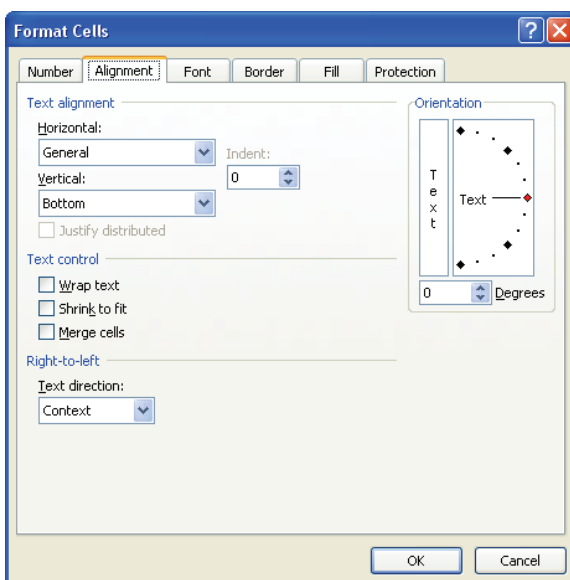 Format Cells
Number Alignment Font Border Fill Protection
Text alignment
Horizontal:
General
Indent:
0
Vertical:
Bottom
Justify distributed
Text control
Wrap text
Shrink to fit
Merge cells
Right-to-left
Text direction:
Context
Orientation
T
e
x
t
Text
0 Degrees
OK Cancel